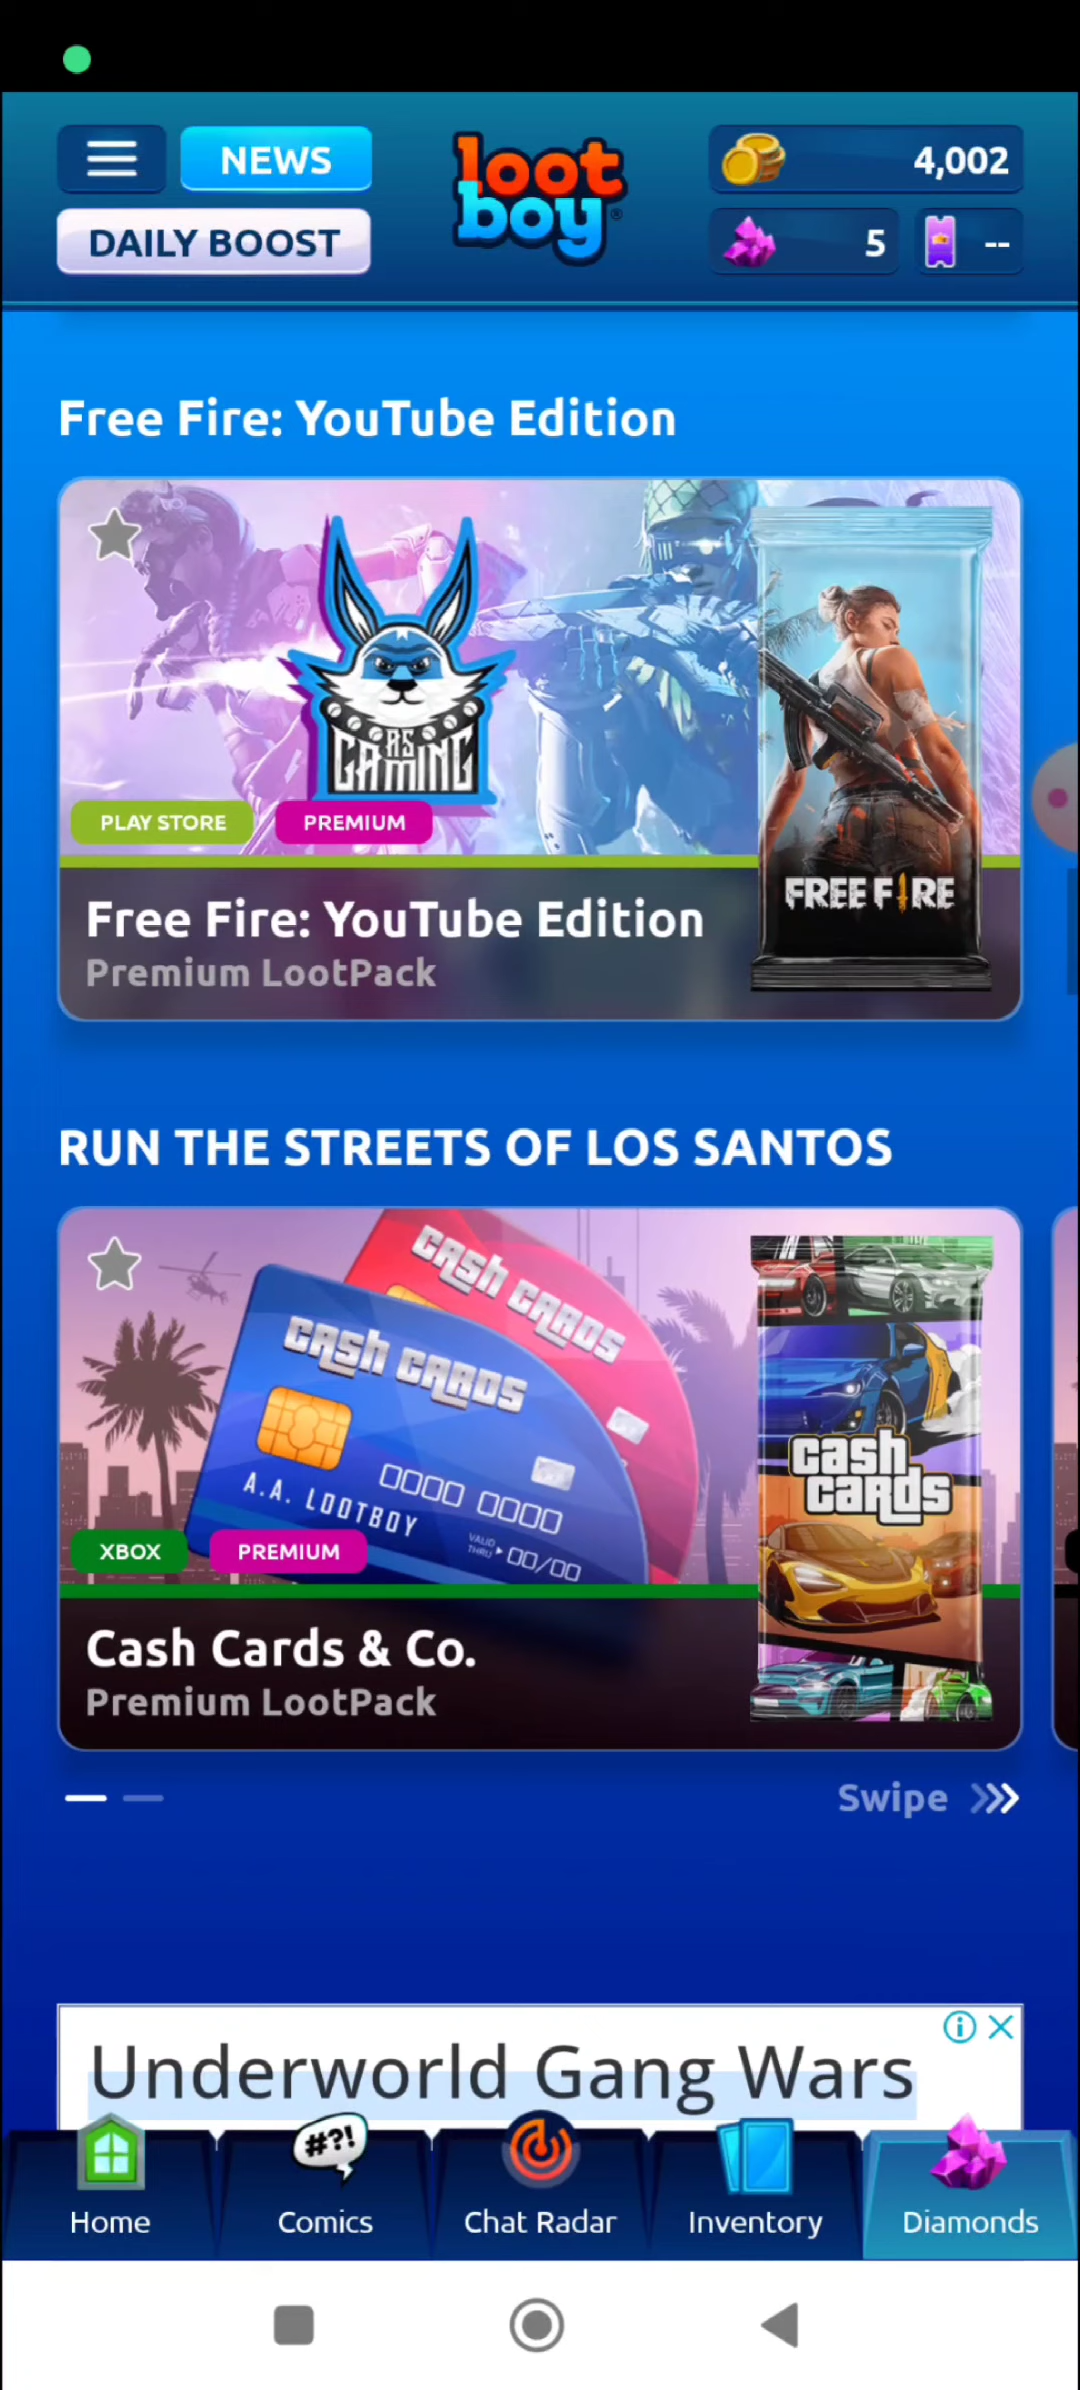 NEWS
loot
boy®
4,002
DAILY BOOST
5
--
Free Fire: YouTube Edition
AS
GAMING
PLAY STORE
PREMIUM
FREE FIRE
Free Fire: YouTube Edition
Premium LootPack
RUN THE STREETS OF LOS SANTOS
cash cards
cash cards
A.A. LOOTBOY
0000 0000
VALID
THRU
00/00
cash
cards
XBOX
PREMIUM
Cash Cards & Co.
Premium LootPack
Swipe
Underworld Gang Wars
#?!
Home
Comics
Chat Radar
Inventory
Diamonds